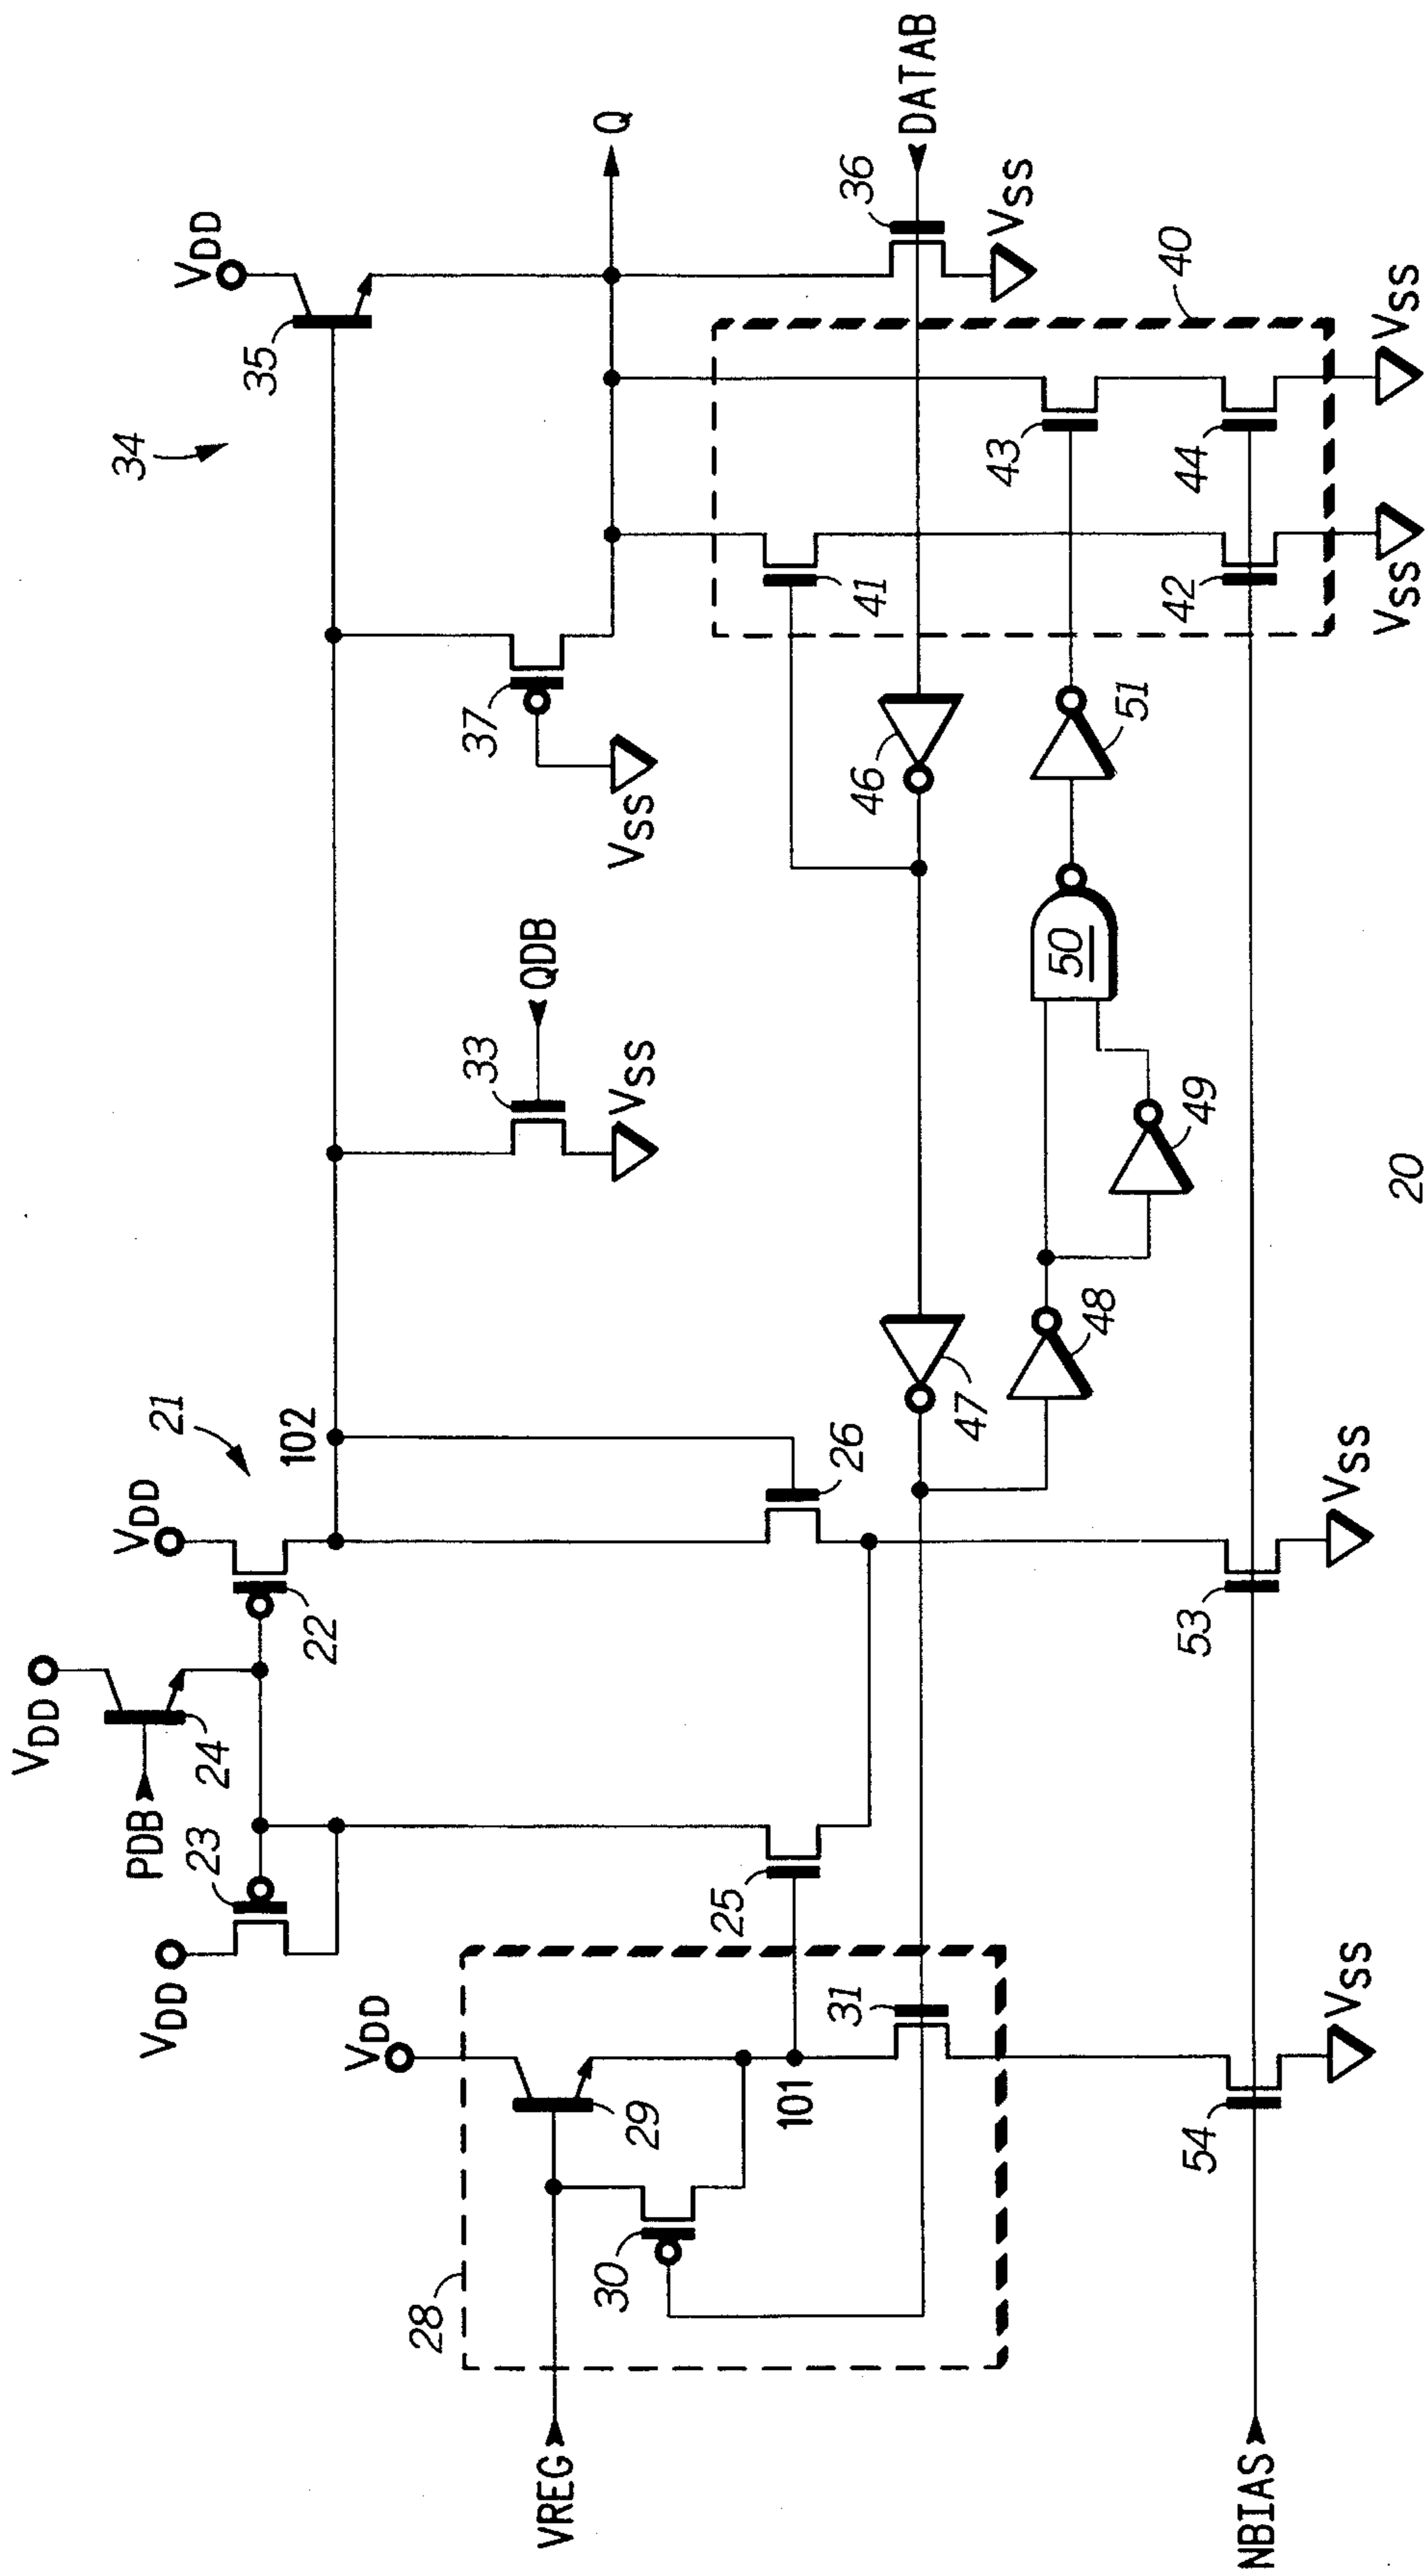 VDD
PDB
24
VDD
23
VDD
22
21
102
VDD
VREG
28
29
30
101
31
25
26
33
QDB
VSS
34
35
VDD
37
VSS
Q
DATAB
36
VSS
40
41
42
43
44
VSS
VSS
46
47
48
49
50
51
53
VSS
54
VSS
NBIAS
20